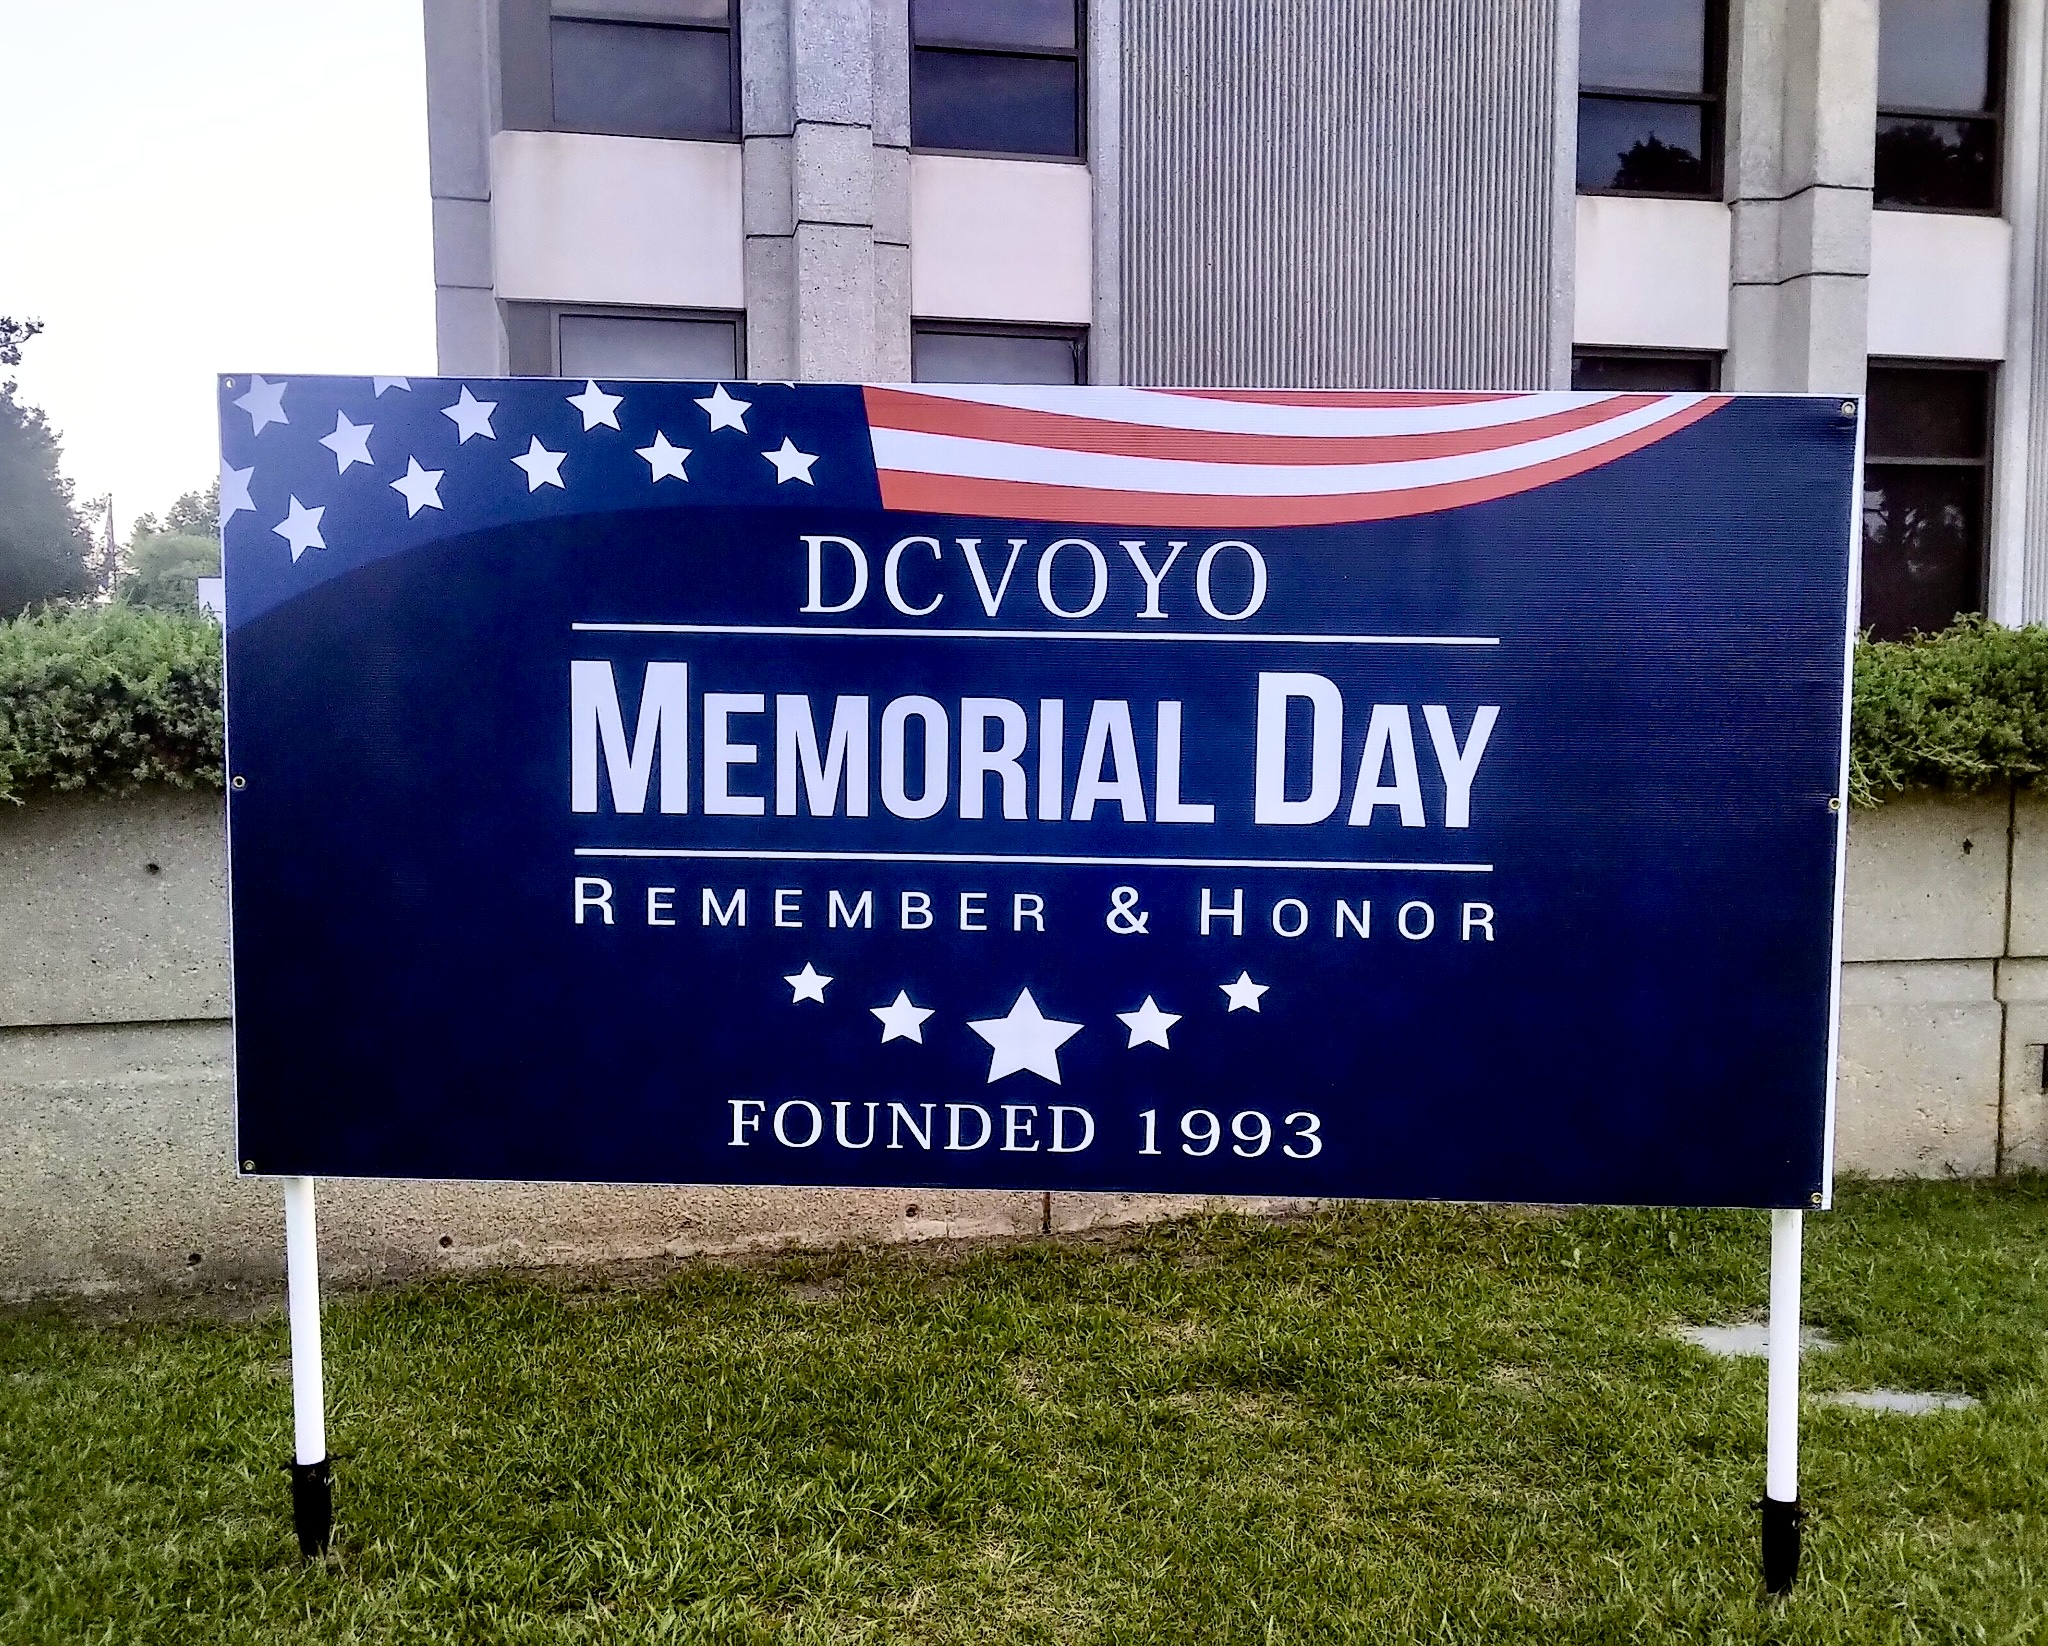 DCVOYO
MEMORIAL DAY
REMEMBER & HONOR
FOUNDED 1993